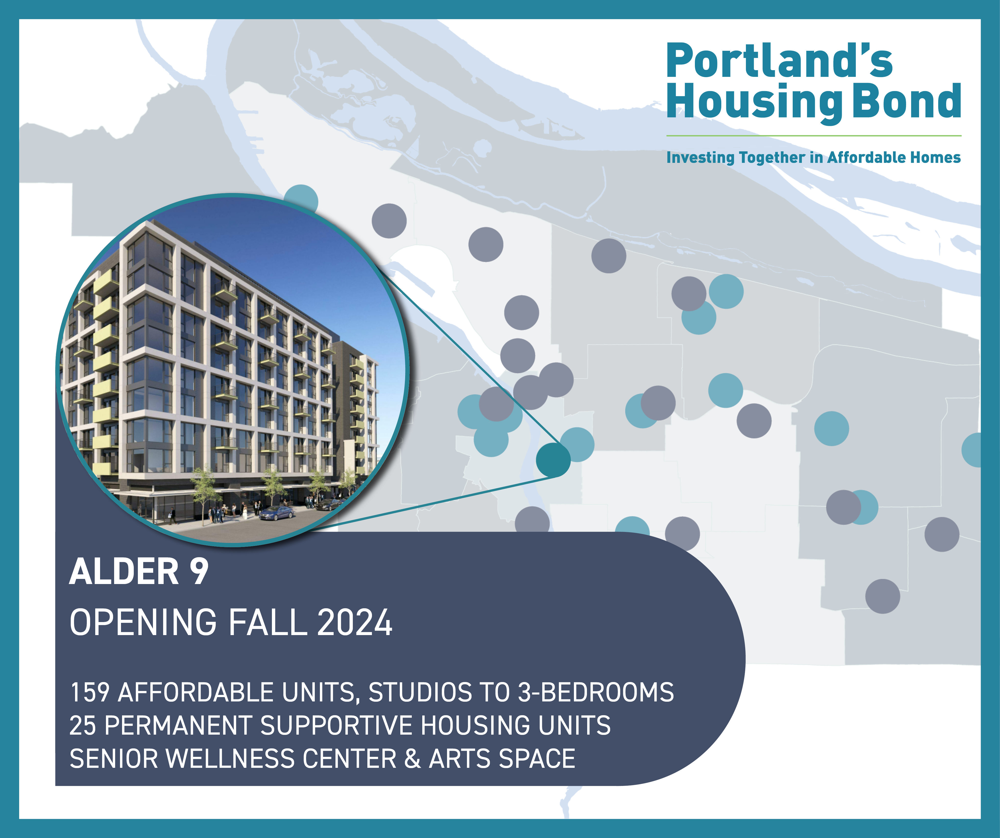 Portland's
Housing Bond
Investing Together in Affordable Homes
ALDER 9
OPENING FALL 2024
159 AFFORDABLE UNITS, STUDIOS TO 3-BEDROOMS
25 PERMANENT SUPPORTIVE HOUSING UNITS
SENIOR WELLNESS CENTER & ARTS SPACE